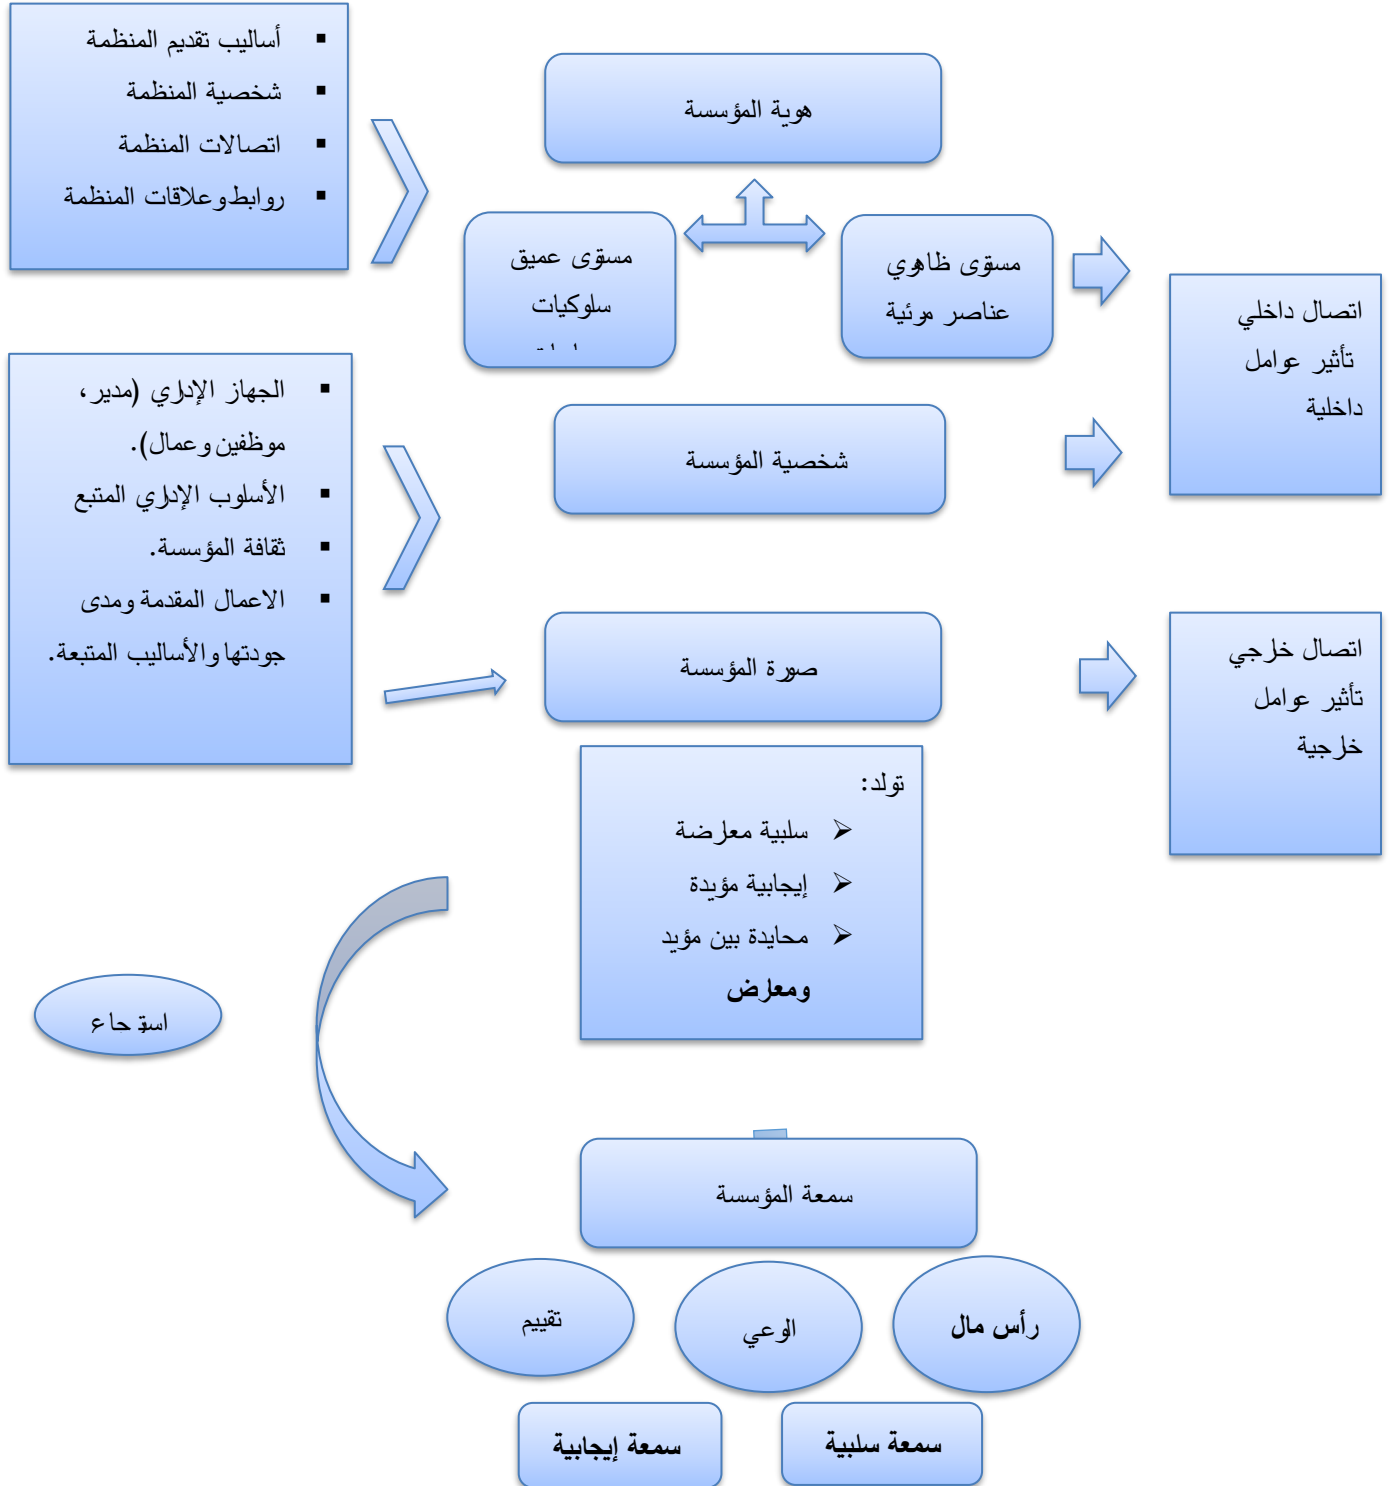 أساليب تقديم المنظمة
شخصية المنظمة
اتصالات المنظمة
روابط وعلاقات المنظمة
هوية المؤسسة
مستوى ظاهري
عناصر مرئية
مستوى عميق
سلوكيات
اتصال داخلي
تأثير عوامل
داخلية
الجهاز الإداري (مدير،
موظفين وعمال).
الأسلوب الإداري المتبع
ثقافة المؤسسة.
الاعمال المقدمة ومدى
جودتها والأساليب المتبعة.
شخصية المؤسسة
صورة المؤسسة
اتصال خارجي
تأثير عوامل
خارجية
تولد:
سلبية معارضة
إيجابية مؤيدة
محايدة بين مؤيد
ومعارض
سمعة المؤسسة
رأس مال
الوعي
تقييم
سمعة سلبية
سمعة إيجابية